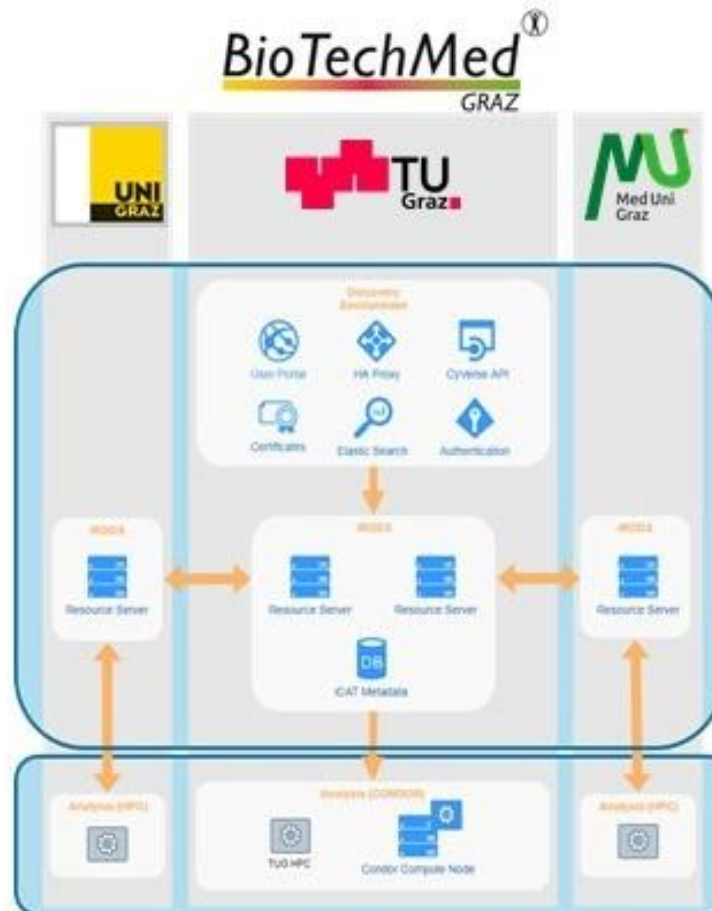 BioTechMed
GRAZ
UNI
GRAZ
TU
Graz
Med Uni
Graz
Discovery
Environment
User Portal
HA Proxy
CyVerse API
Certificates
Elastic Search
Authentication
iRODS
Resource Server
iRODS
Resource Server
Resource Server
DB
iCAT Metadata
iRODS
Resource Server
Analysis (HPC)
Analysis (CONDOR)
TUG HPC
Condor Compute Node
Analysis (HPC)